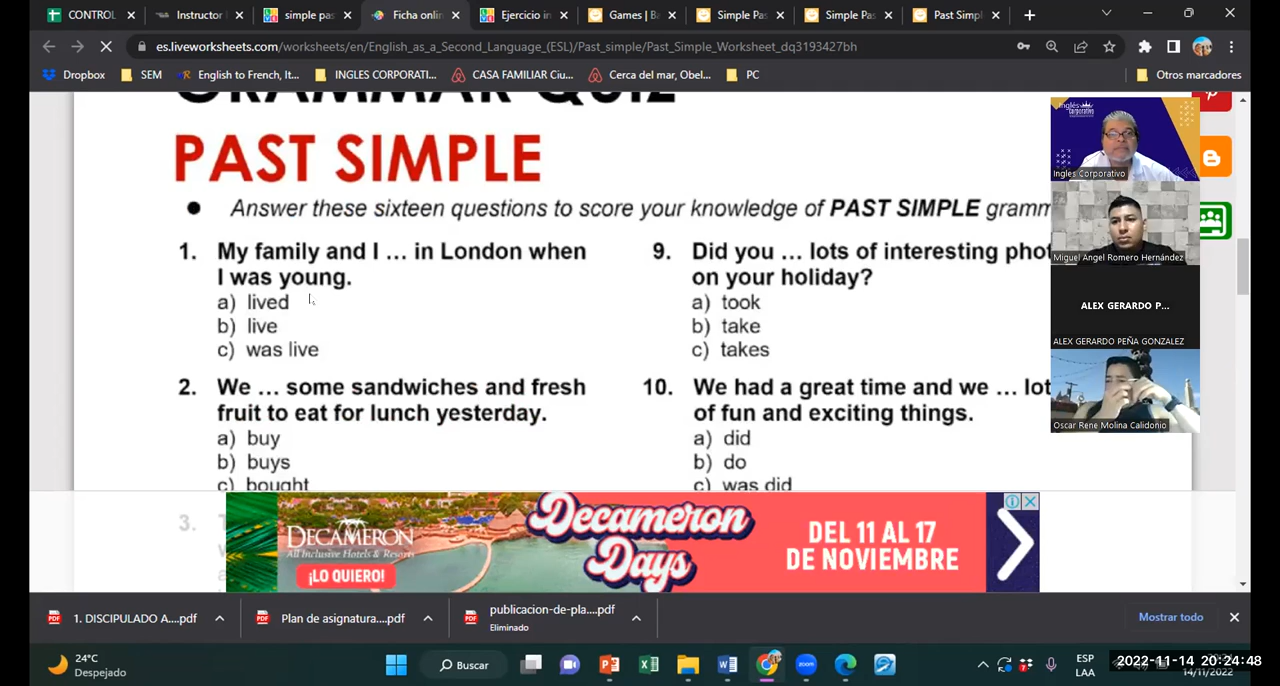 CONTROL
Instructor
simple pas
Ficha onlin
Ejercicio in
Games | Ba
Simple Pas
Simple Pas
Past Simpl
es.liveworksheets.com/worksheets/en/English_as_a_Second_Language_(ESL)/Past_simple/Past_Simple_Worksheet_dq3193427bh
Dropbox
SEM
English to French, It...
INGLES CORPORATI...
CASA FAMILIAR Ciu...
Cerca del mar, Obel...
PC
Otros marcadores
GRAMMAR QUIZ
PAST SIMPLE
Answer these sixteen questions to score your knowledge of PAST SIMPLE gramm
1. My family and I ... in London when
I was young.
a) lived
b) live
c) was live
2. We ... some sandwiches and fresh
fruit to eat for lunch yesterday.
a) buy
b) buys
c) bought
3.
9. Did you ... lots of interesting phot
on your holiday?
a) took
b) take
c) takes
10. We had a great time and we ... lot
of fun and exciting things.
a) did
b) do
c) was did
Inglés
corporativo
Ingles Corporativo
Miguel Angel Romero Hernández
ALEX GERARDO P...
ALEX GERARDO PEÑA GONZALEZ
Oscar Rene Molina Calidonio
DECAMERON
All Inclusive Hotels & Resorts
¡LO QUIERO!
Decameron
Days
DEL 11 AL 17
DE NOVIEMBRE
1. DISCIPULADO A....pdf
Plan de asignatura....pdf
publicacion-de-pla....pdf
Eliminado
Mostrar todo
24°C
Despejado
Buscar
zoom
ESP
LAA
2022-11-14 20:24:48
14/11/2022